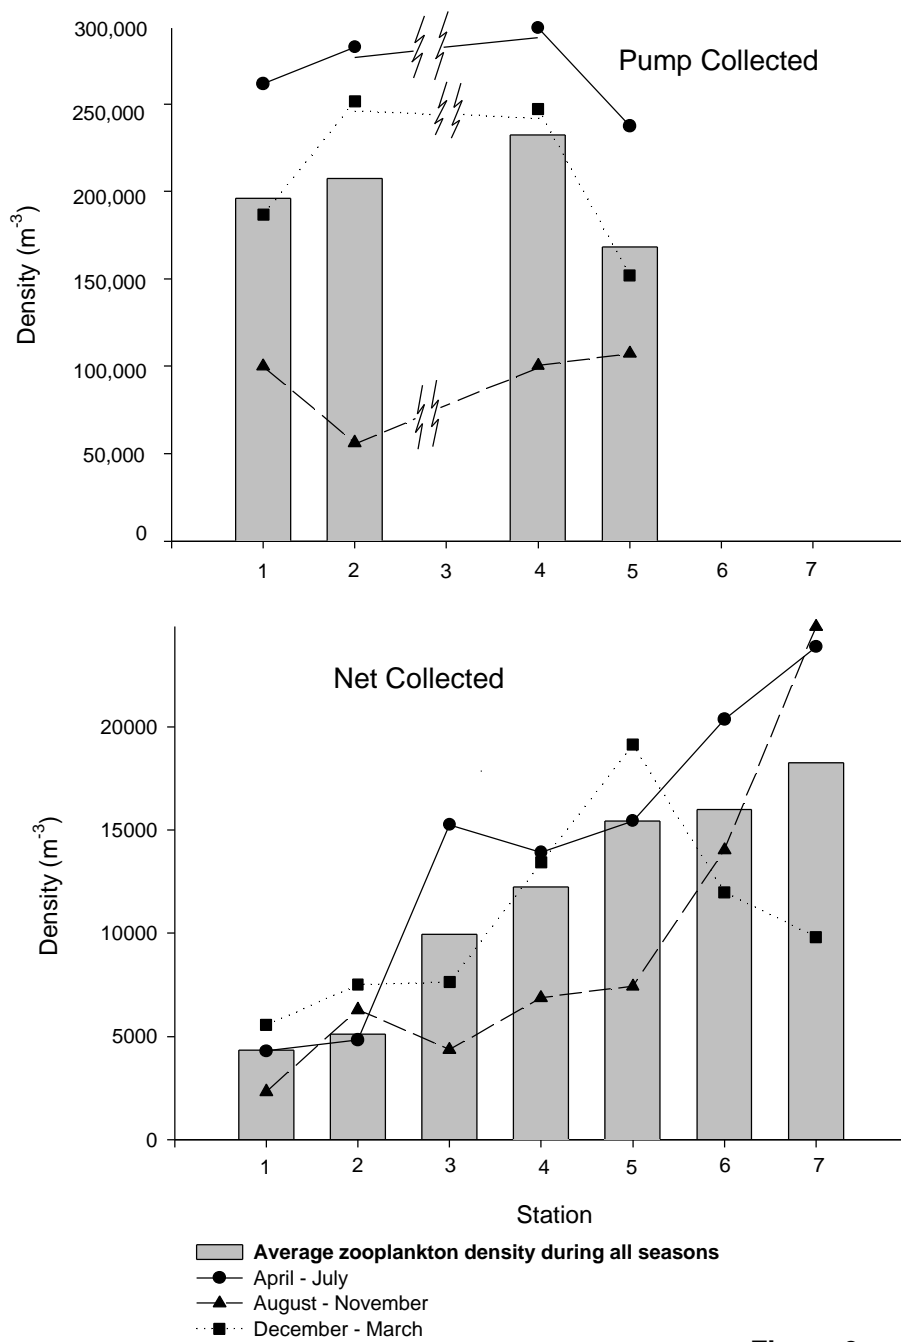 300,000
Pump Collected
250,000
200,000
150,000
100,000
50,000
0
Density (m-3)
1 2 3 4 5 6 7
Net Collected
20000
15000
10000
5000
0
Density (m-3)
1 2 3 4 5 6 7
Station
Average zooplankton density during all seasons
April - July
August - November
December - March